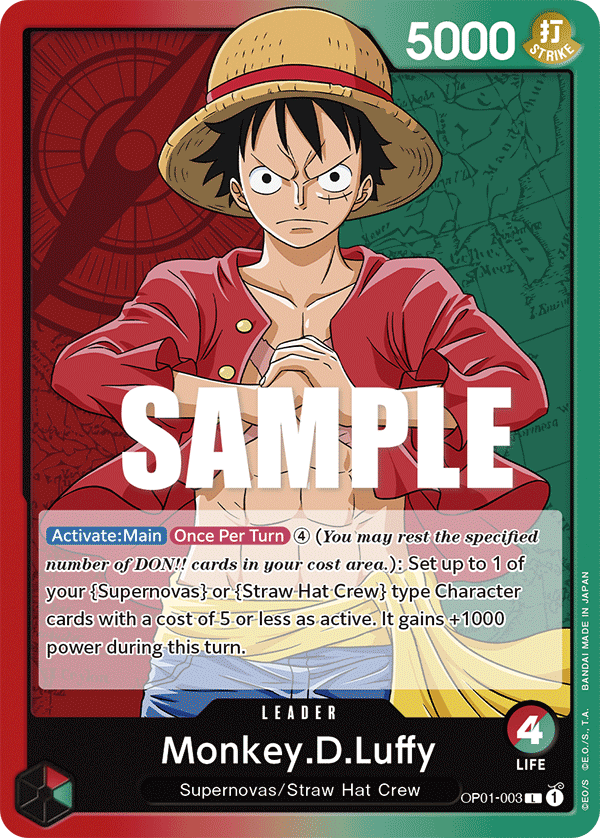 5000
打
STRIKE
SAMPLE
Activate:Main Once Per Turn ④ (You may rest the specified
number of DON!! cards in your cost area.): Set up to 1 of
your {Supernovas} or {Straw Hat Crew} type Character
cards with a cost of 5 or less as active. It gains +1000
power during this turn.
LEADER
Monkey.D.Luffy
Supernovas/Straw Hat Crew
4
LIFE
OP01-003 L 1
©EO/S ©E.O./S., T.A. BANDAI MADE IN JAPAN